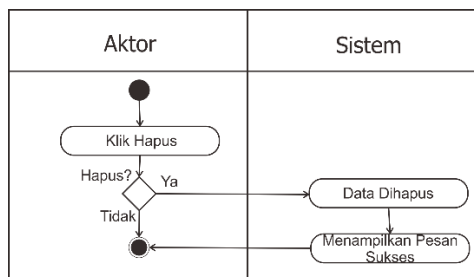 Aktor
Sistem
Klik Hapus
Hapus?
Ya
Data Dihapus
Tidak
Menampilkan Pesan
Sukses